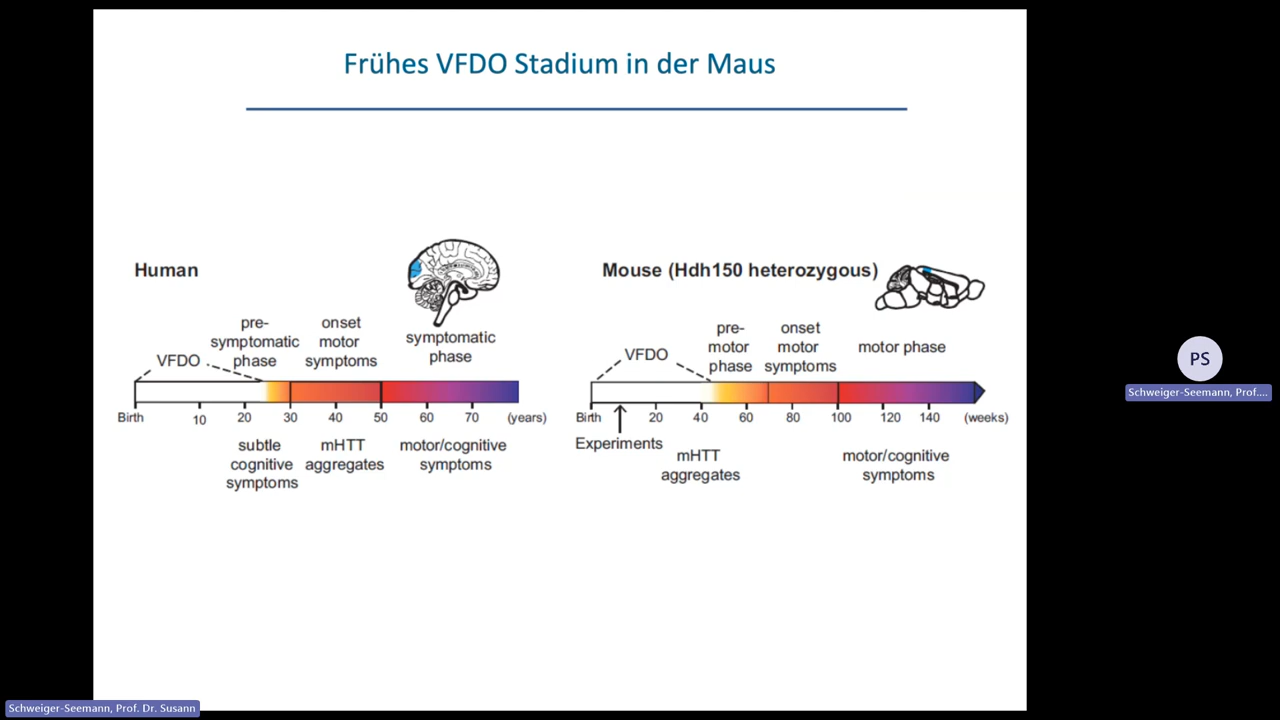 Frühes VFDO Stadium in der Maus
Human
pre-
symptomatic
phase
onset
motor
symptoms
symptomatic
phase
VFDO
Birth 10 20 30 40 50 60 70 (years)
subtle
cognitive
symptoms
mHTT
aggregates
motor/cognitive
symptoms
Mouse (Hdh150 heterozygous)
pre-
motor
phase
onset
motor
symptoms
motor phase
VFDO
Birth 20 40 60 80 100 120 140 (weeks)
Experiments
mHTT
aggregates
motor/cognitive
symptoms
PS
Schweiger-Seemann, Prof....
Schweiger-Seemann, Prof. Dr. Susann